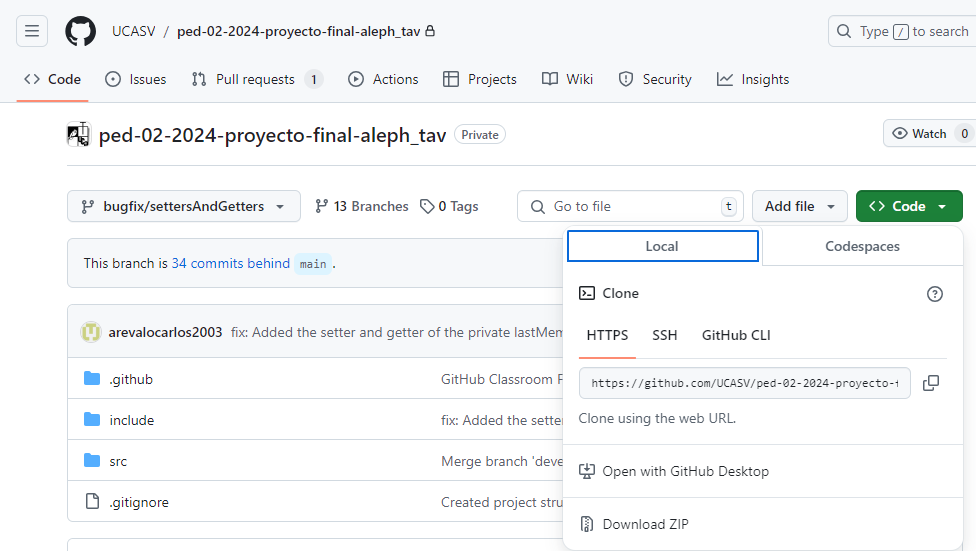 UCASV / ped-02-2024-proyecto-final-aleph_tav
Type / to search
Code Issues Pull requests 1 Actions Projects Wiki Security Insights
ped-02-2024-proyecto-final-aleph_tav Private
Watch 0
bugfix/settersAndGetters 13 Branches 0 Tags
Go to file t
Add file
Code
This branch is 34 commits behind main.
Local Codespaces
Clone
HTTPS SSH GitHub CLI
https://github.com/UCASV/ped-02-2024-proyecto-
Clone using the web URL.
Open with GitHub Desktop
Download ZIP
arevalocarlos2003 fix: Added the setter and getter of the private lastMem
.github GitHub Classroom F
include fix: Added the setter
src Merge branch 'deve
.gitignore Created project stru